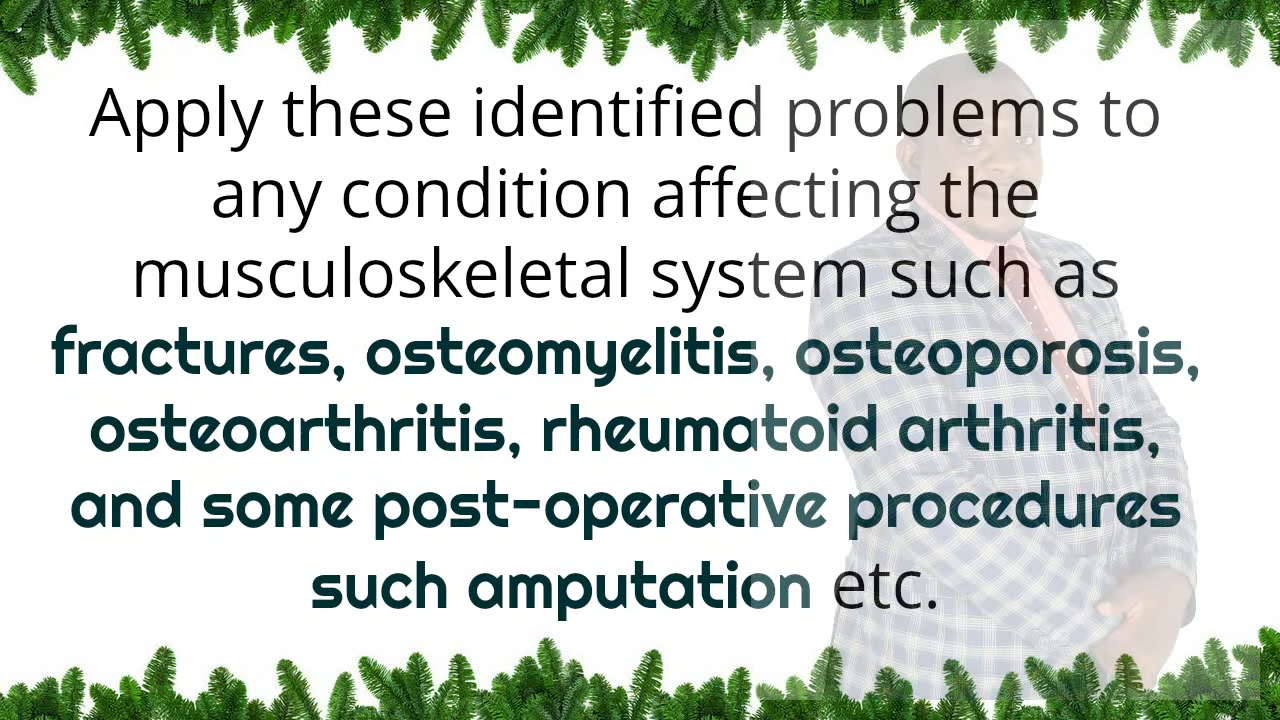 Apply these identified problems to
any condition affecting the
musculoskeletal system such as
fractures, osteomyelitis, osteoporosis,
osteoarthritis, rheumatoid arthritis,
and some post-operative procedures
such amputation etc.